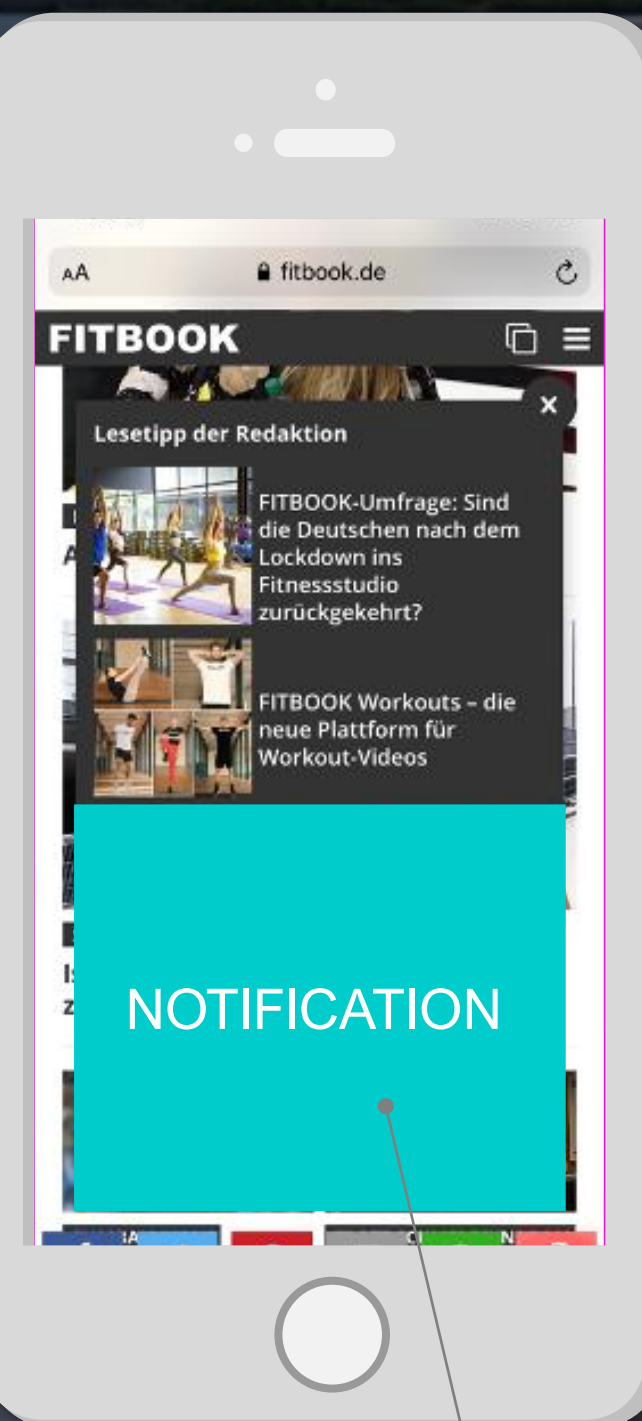 AA
fitbook.de
FITBOOK
Lesetipp der Redaktion
FITBOOK-Umfrage: Sind
die Deutschen nach dem
Lockdown ins
Fitnessstudio
zurückgekehrt?
FITBOOK Workouts – die
neue Plattform für
Workout-Videos
NOTIFICATION